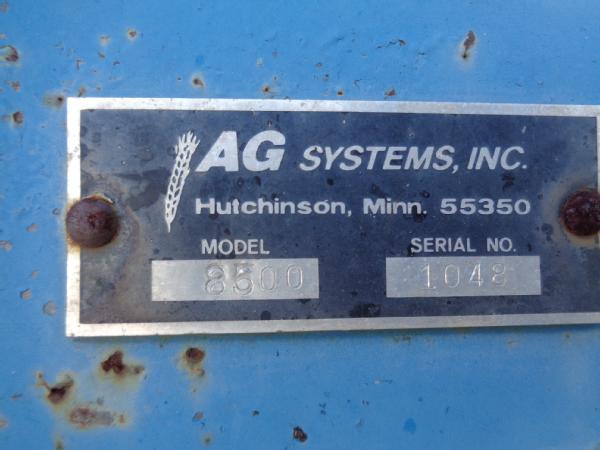 AG SYSTEMS, INC.
Hutchinson, Minn. 55350
MODEL SERIAL NO.
8500 1048